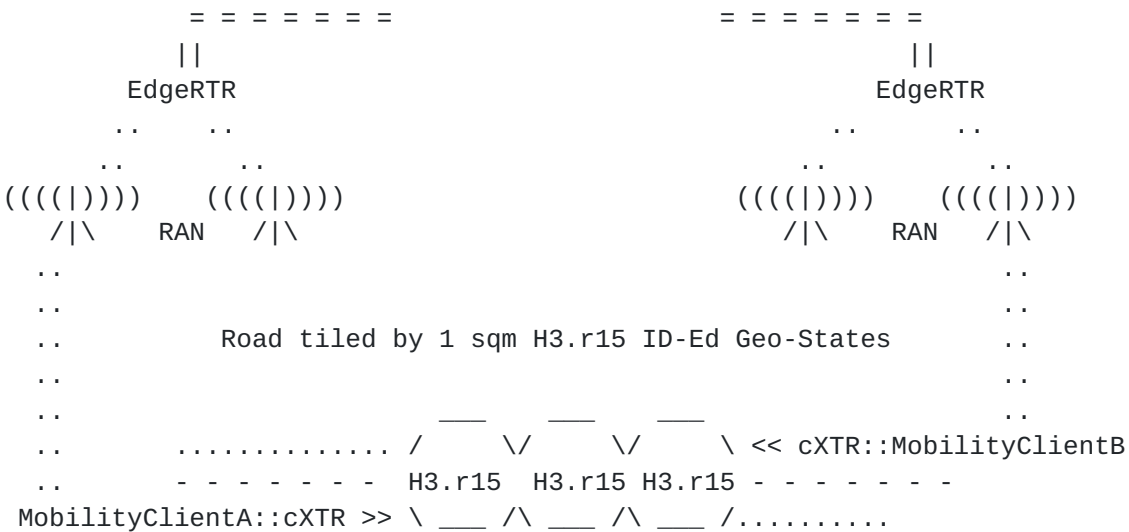 = = = = = = = = = = = = = =
|| ||
EdgeRTR EdgeRTR
.. .. .. ..
.. .. .. ..
((((|)))) ((((|)))) ((((|)))) ((((|))))
/|\ RAN /|\ /|\ RAN /|\
.. ..
.. ..
.. Road tiled by 1 sqm H3.r15 ID-Ed Geo-States ..
.. ..
.. ___ ___ ___ ..
.. .............. / \/ \/ \ << cXTR::MobilityClientB
.. - - - - - - - H3.r15 H3.r15 H3.r15 - - - - - - -
MobilityClientA::cXTR >> \ ___ /\ ___ /\ ___ /..........